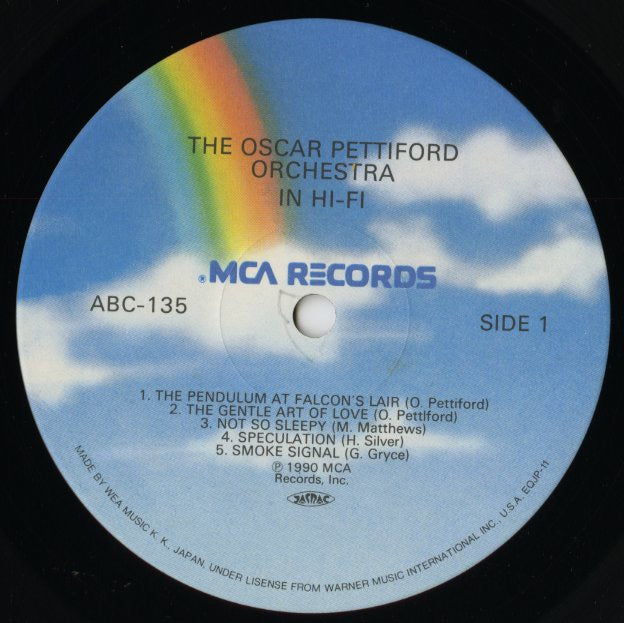 THE OSCAR PETTIFORD
ORCHESTRA
IN HI-FI
®MCA RECORDS
ABC-135
SIDE 1
1. THE PENDULUM AT FALCON'S LAIR (O. Pettiford)
2. THE GENTLE ART OF LOVE (O. Pettlford)
3. NOT SO SLEEPY (M. Matthews)
4. SPECULATION (H. Silver)
5. SMOKE SIGNAL (G. Gryce)
℗ 1990 MCA
Records, Inc.
JASRAC
MADE BY WEA MUSIC K. K., JAPAN, UNDER LISENSE FROM WARNER MUSIC INTERNATIONAL INC., U.S.A. EQJP-11